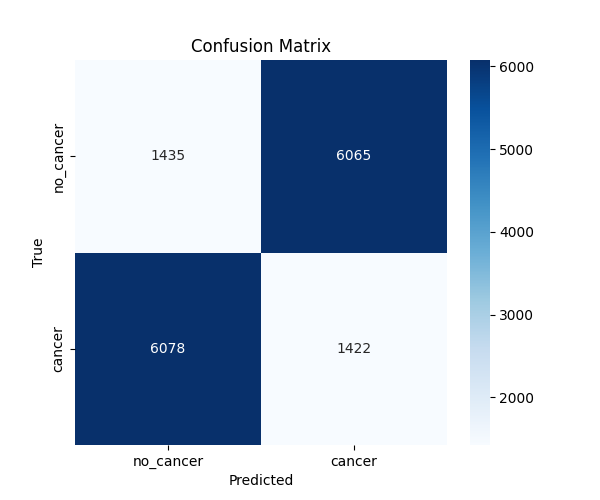 Confusion Matrix
no_cancer
1435
6065
True
cancer
6078
1422
no_cancer
cancer
Predicted
6000
5000
4000
3000
2000